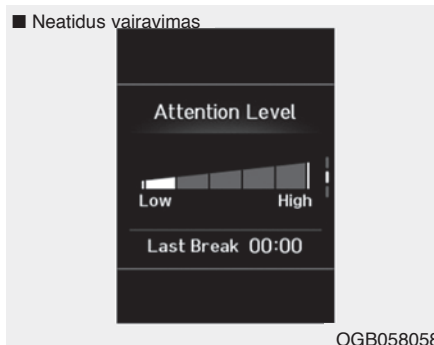 ■ Neatidus vairavimas
Attention Level
Low High
Last Break 00:00
OGB058058